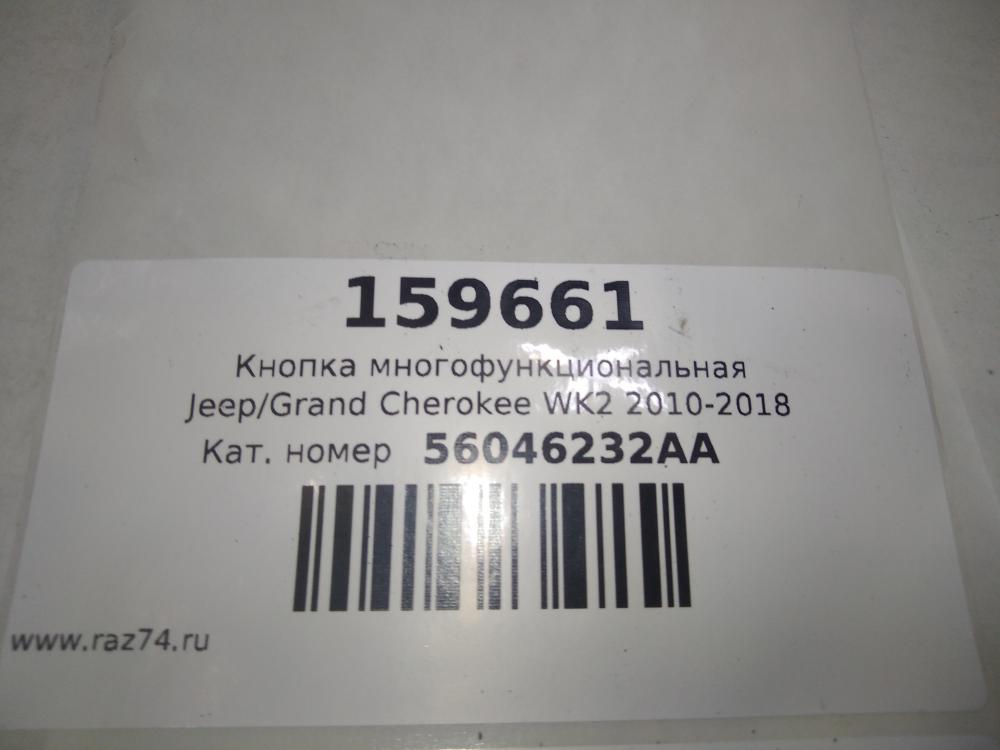 159661
Кнопка многофункциональная
Jeep/Grand Cherokee WK2 2010-2018
Кат. номер 56046232AA
www.raz74.ru